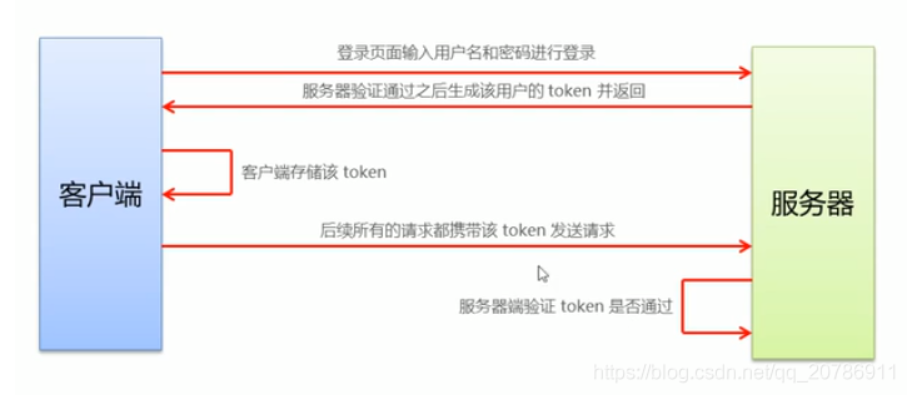 登录页面输入用户名和密码进行登录
服务器验证通过之后生成该用户的 token 并返回
客户端存储该 token
客户端
服务器
后续所有的请求都携带该 token 发送请求
服务器端验证 token 是否通过
https://blog.csdn.net/qq_20786911